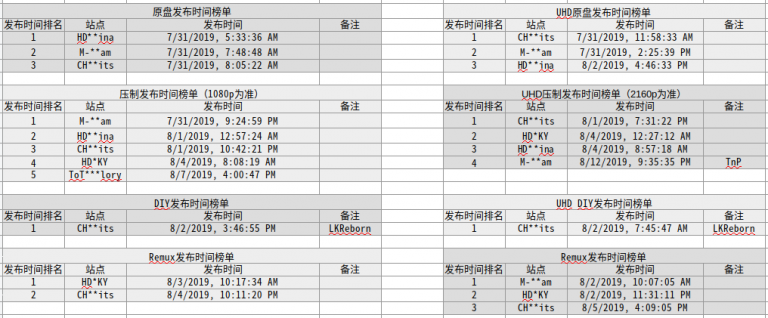 原盘发布时间榜单
发布时间排名 站点 发布时间 备注
1 HD**jna 7/31/2019, 5:33:36 AM
2 M-**am 7/31/2019, 7:48:48 AM
3 CH**its 7/31/2019, 8:05:22 AM
压制发布时间榜单（1080p为准）
发布时间排名 站点 发布时间 备注
1 M-**am 7/31/2019, 9:24:59 PM
2 HD**jna 8/1/2019, 12:57:24 AM
3 CH**its 8/1/2019, 10:42:21 PM
4 HD*KY 8/4/2019, 8:08:19 AM
5 ToT***lory 8/7/2019, 4:00:47 PM
DIY发布时间榜单
发布时间排名 站点 发布时间 备注
1 CH**its 8/2/2019, 3:46:55 PM LKReborn
Remux发布时间榜单
发布时间排名 站点 发布时间 备注
1 HD*KY 8/3/2019, 10:17:34 AM
2 CH**its 8/4/2019, 10:11:20 PM
UHD原盘发布时间榜单
发布时间排名 站点 发布时间 备注
1 CH**its 7/31/2019, 11:58:33 AM
2 M-**am 7/31/2019, 2:25:39 PM
3 HD**jna 8/2/2019, 4:46:33 PM
UHD压制发布时间榜单（2160p为准）
发布时间排名 站点 发布时间 备注
1 CH**its 8/1/2019, 7:31:22 PM
2 HD*KY 8/4/2019, 12:27:12 AM
3 HD**jna 8/4/2019, 8:57:18 AM
4 M-**am 8/12/2019, 9:35:35 PM TnP
UHD DIY发布时间榜单
发布时间排名 站点 发布时间 备注
1 CH**its 8/2/2019, 7:45:47 AM LKReborn
Remux发布时间榜单
发布时间排名 站点 发布时间 备注
1 M-**am 8/2/2019, 10:07:05 AM
2 HD*KY 8/2/2019, 11:31:11 PM
3 CH**its 8/5/2019, 4:09:05 PM